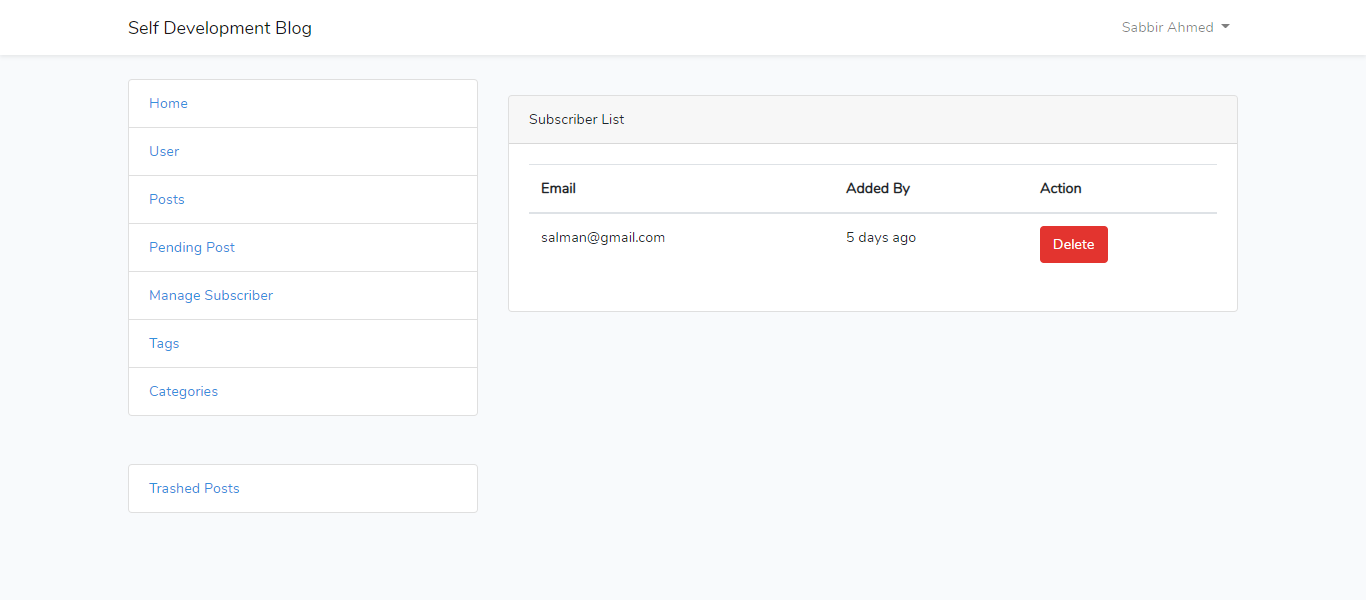 Self Development Blog
Sabbir Ahmed
Home
User
Posts
Pending Post
Manage Subscriber
Tags
Categories
Trashed Posts
Subscriber List
Email Added By Action
salman@gmail.com 5 days ago Delete